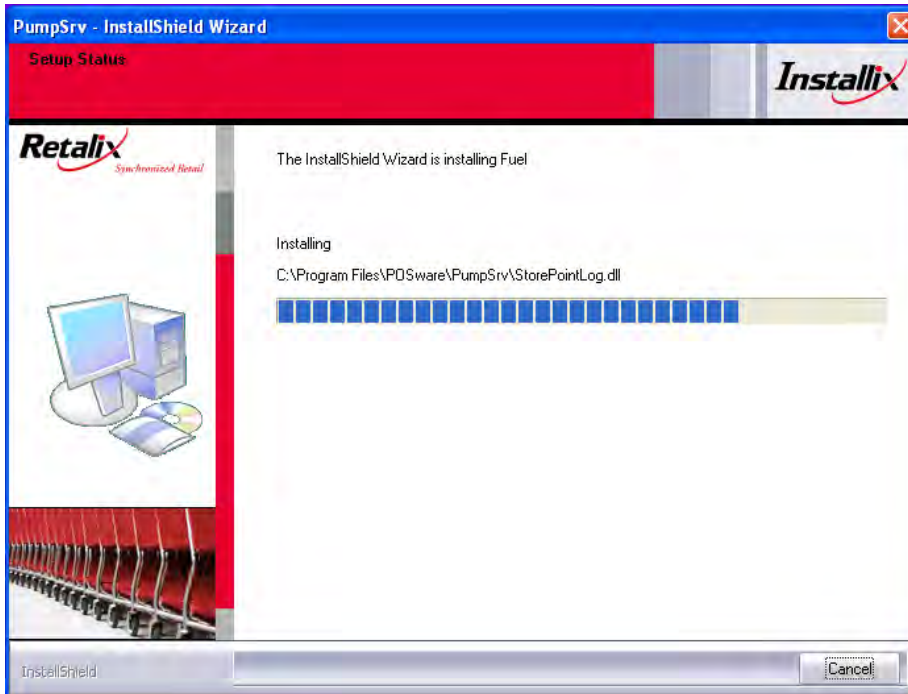 PumpSrv - InstallShield Wizard
Setup Status
Installix
Retalix
Synchronized Retail
The InstallShield Wizard is installing Fuel
Installing
C:\Program Files\POSware\PumpSrv\StorePointLog.dll
InstallShield
Cancel